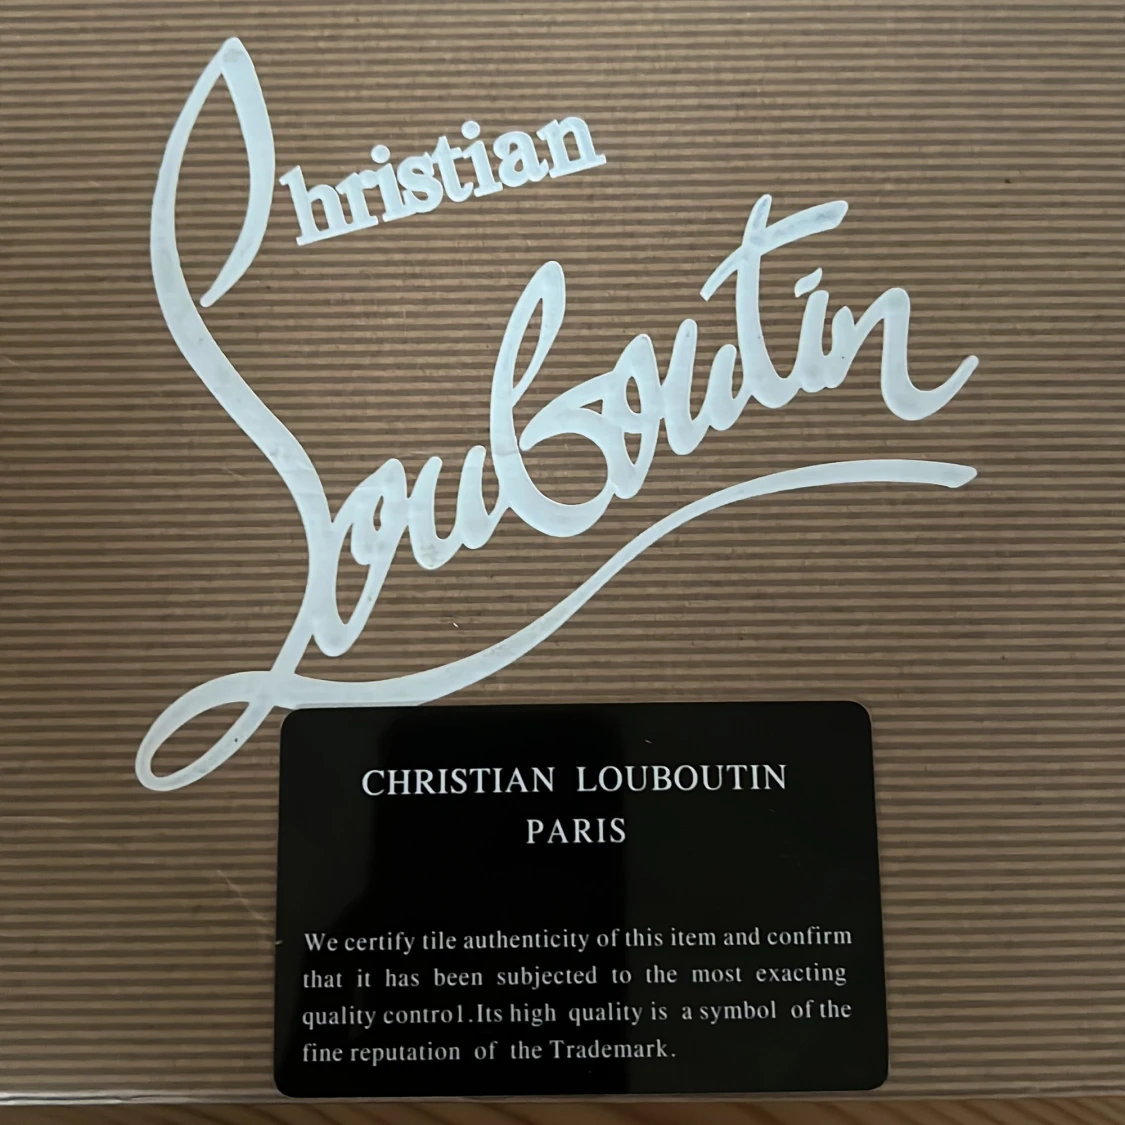 Christian
Louboutin
CHRISTIAN LOUBOUTIN
PARIS
We certify tile authenticity of this item and confirm
that it has been subjected to the most exacting
quality contro1.Its high quality is a symbol of the
fine reputation of the Trademark.